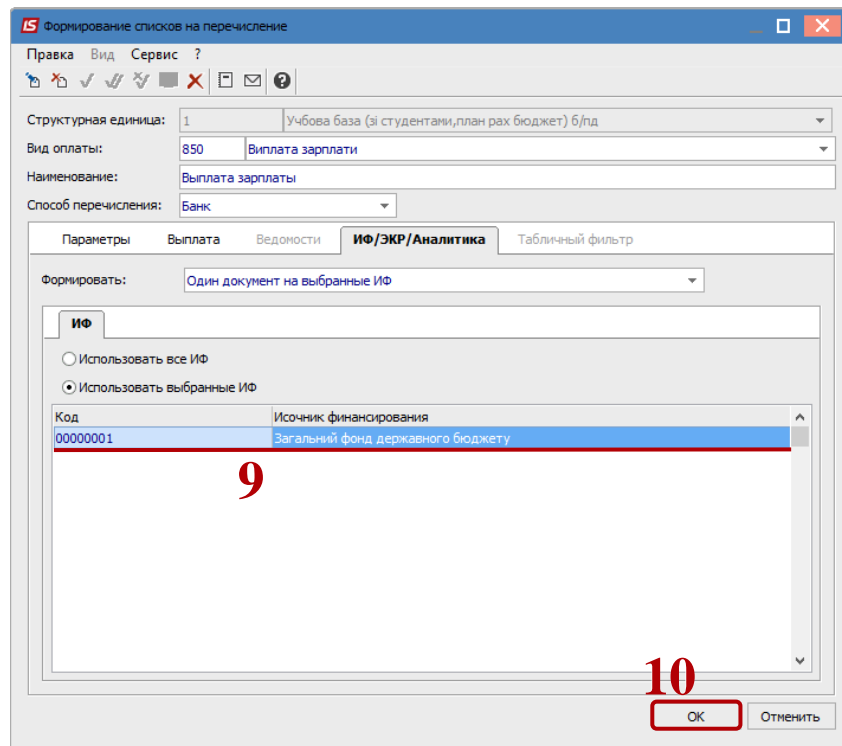 IS Формирование списков на перечисление
Правка Вид Сервис ?
Структурная единица: 1 Учбова база (зі студентами,план рах бюджет) б/пд
Вид оплаты: 850 Виплата зарплати
Наименование: Выплата зарплаты
Способ перечисления: Банк
Параметры Выплата Ведомости ИФ/ЭКР/Аналитика Табличный фильтр
Формировать: Один документ на выбранные ИФ
ИФ
Использовать все ИФ
Использовать выбранные ИФ
Код Исочник финансирования
00000001 Загальний фонд державного бюджету
9
10
ОК Отменить